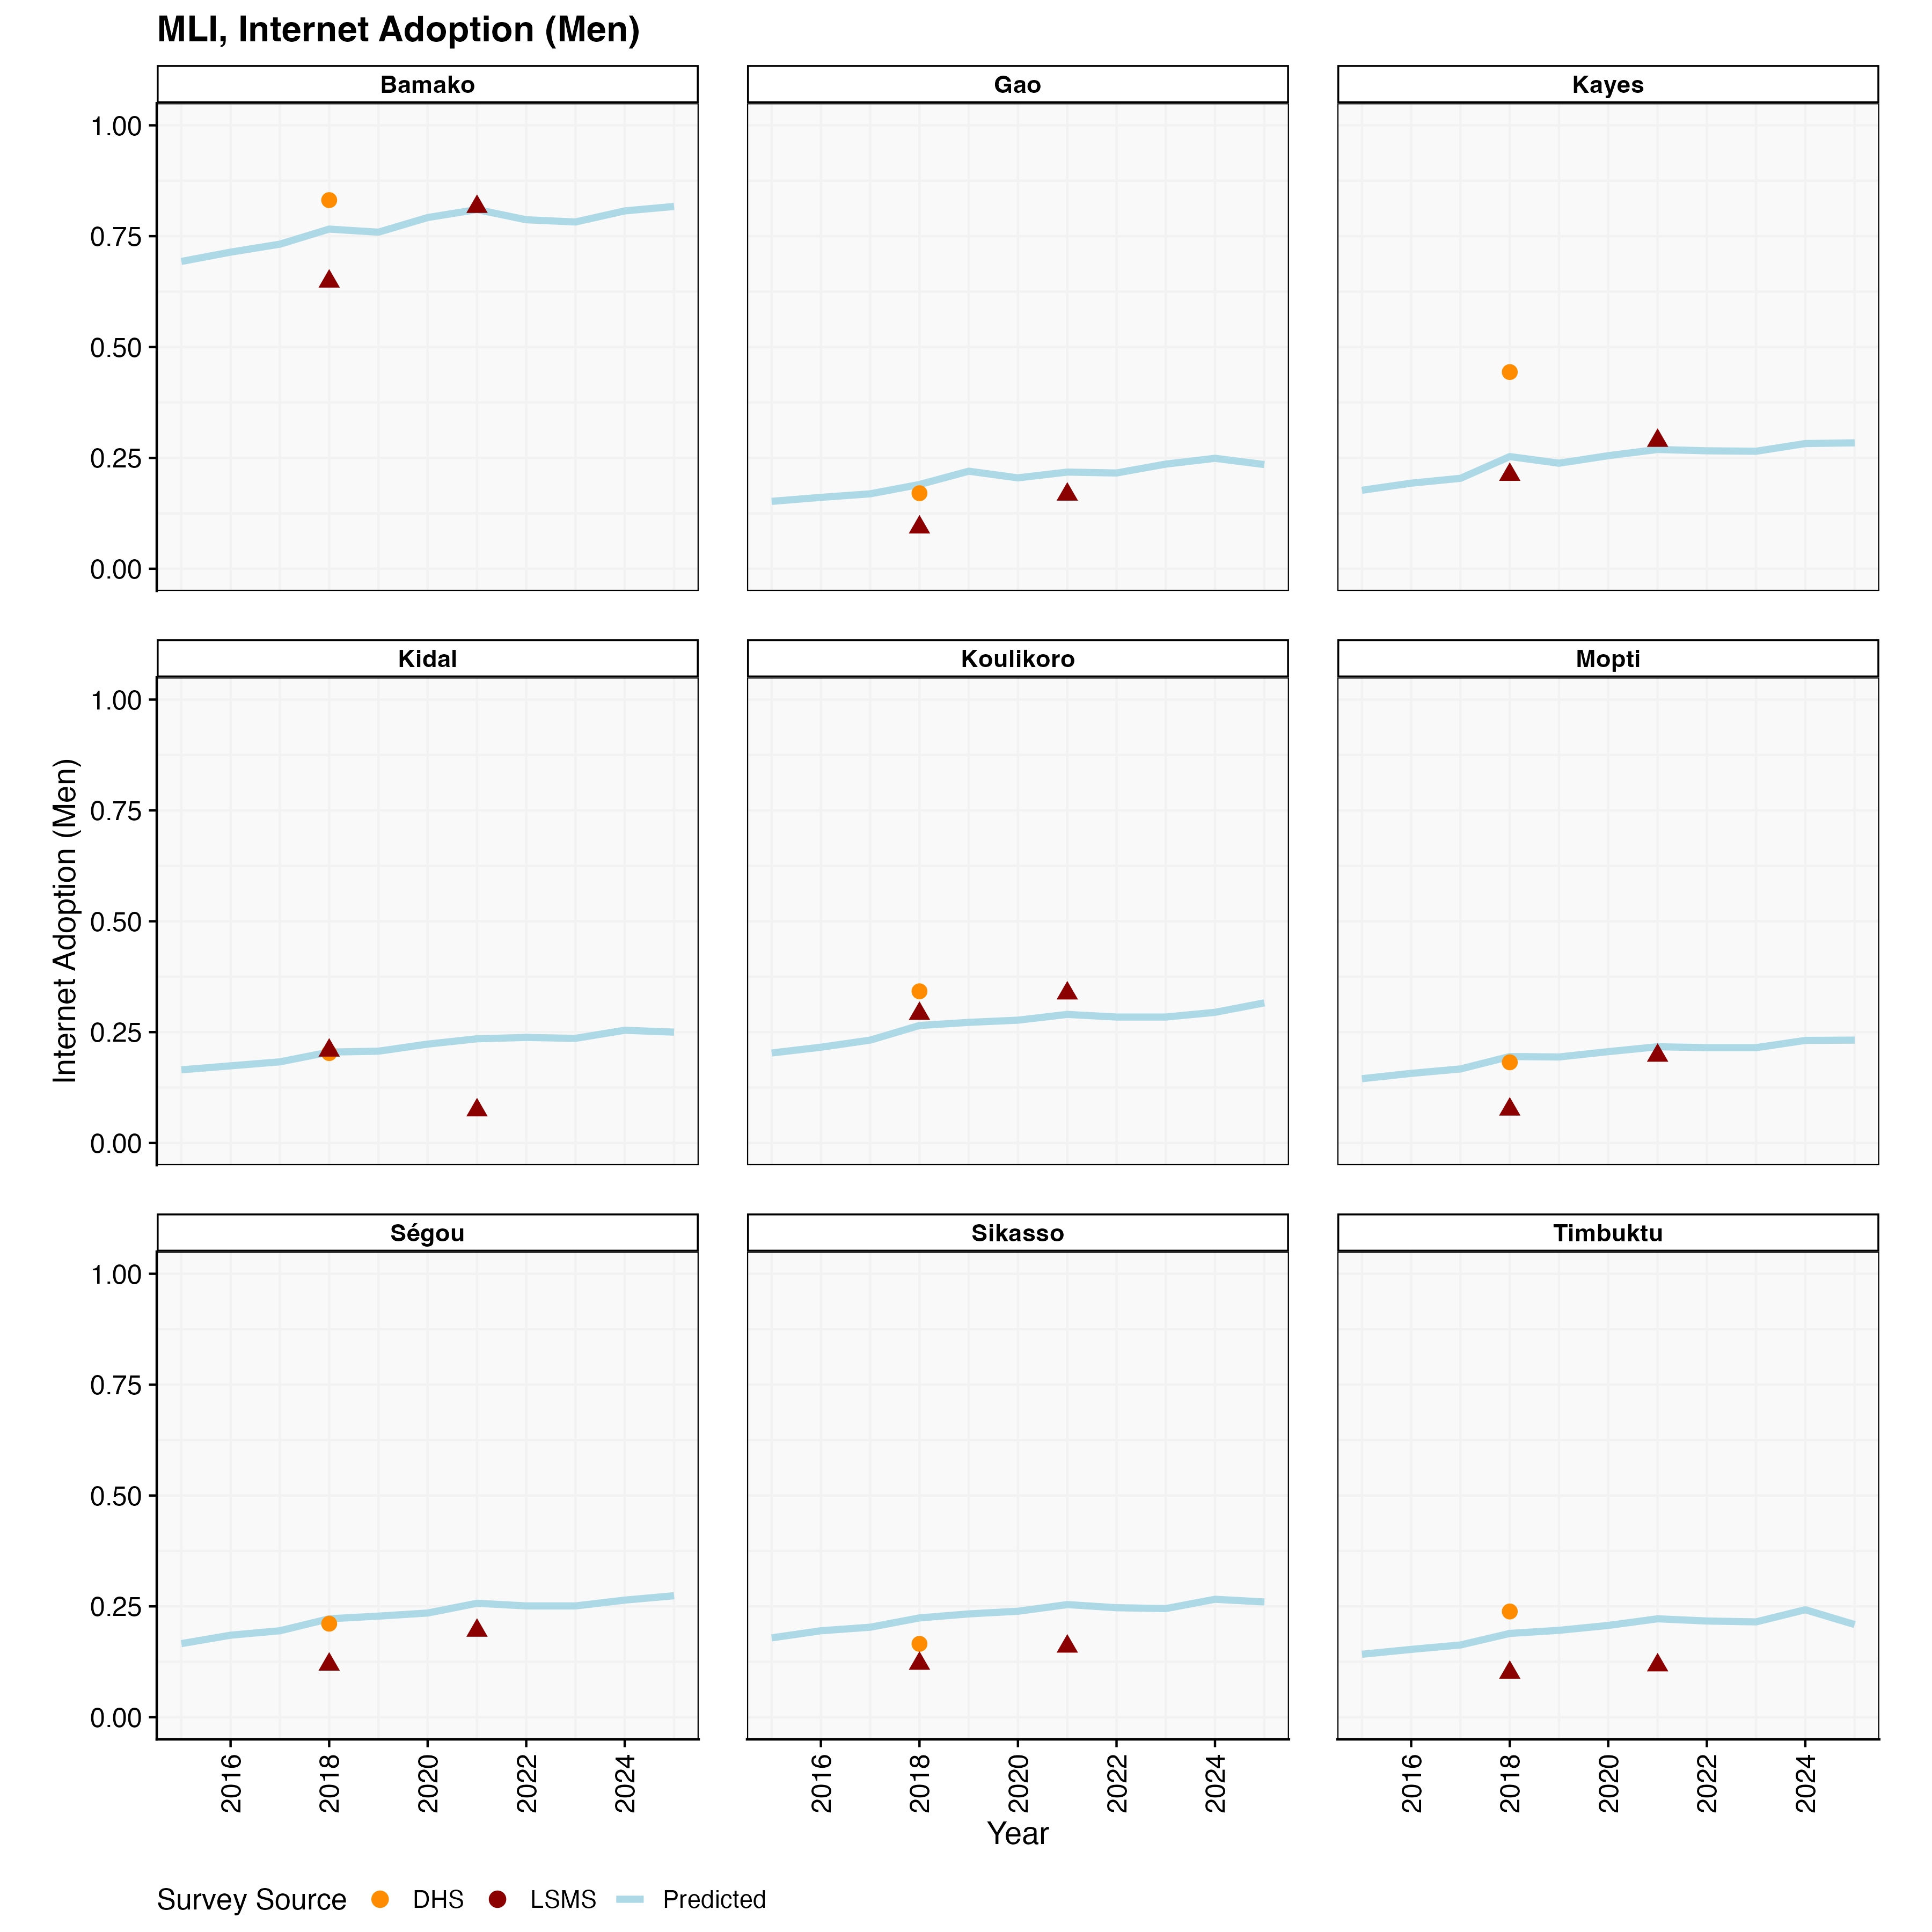 MLI, Internet Adoption (Men)
Bamako Gao Kayes
1.00
0.75
0.50
0.25
0.00
Kidal Koulikoro Mopti
1.00
0.75
0.50
0.25
0.00
Internet Adoption (Men)
Ségou Sikasso Timbuktu
1.00
0.75
0.50
0.25
0.00
2016 2018 2020 2022 2024 2016 2018 2020 2022 2024 2016 2018 2020 2022 2024
Year
Survey Source DHS LSMS Predicted